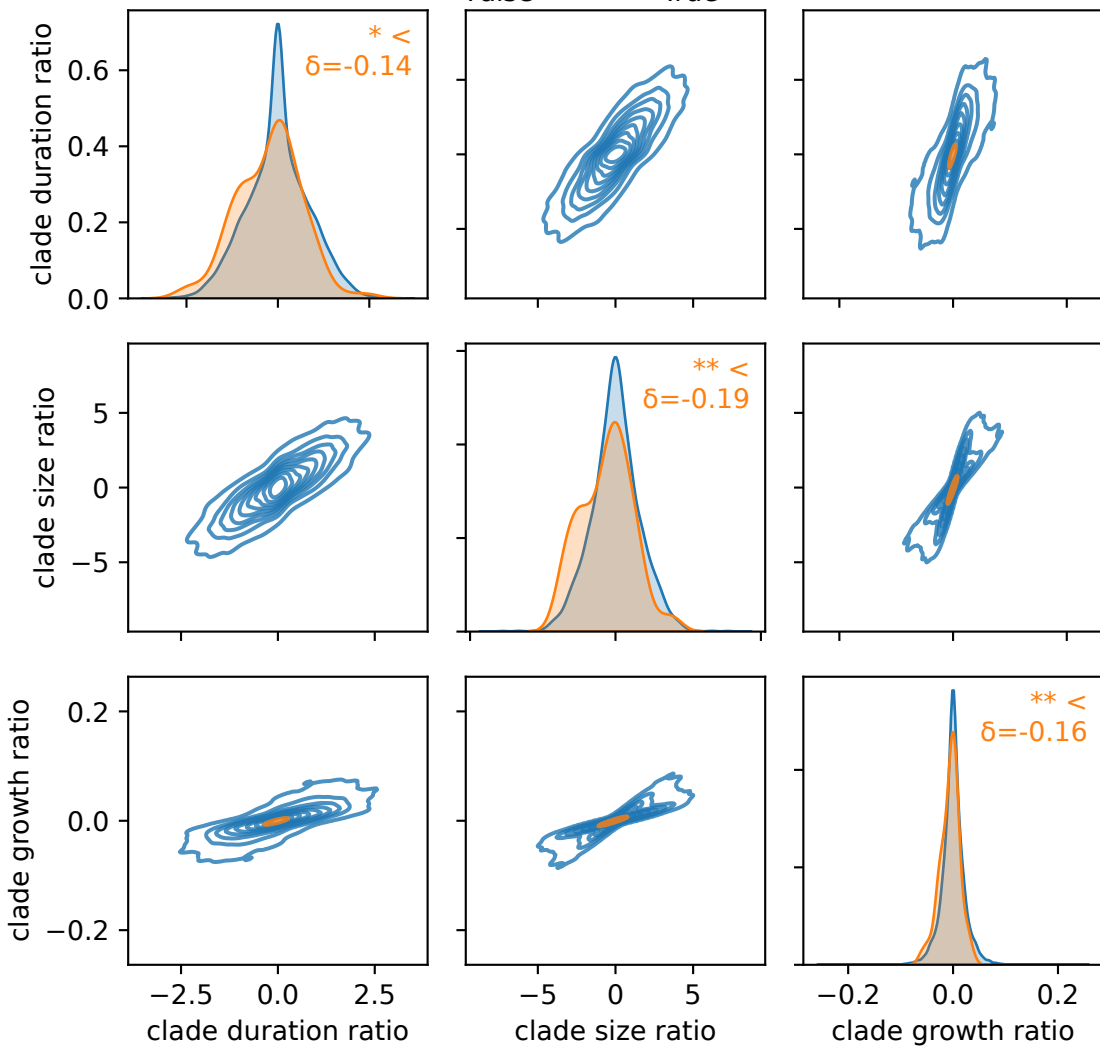 clade duration ratio
0.6
0.4
0.2
0.0
* <
δ=-0.14
clade size ratio
5
0
−5
** <
δ=-0.19
clade growth ratio
0.2
0.0
−0.2
** <
δ=-0.16
−2.5 0.0 2.5
−5 0 5
−0.2 0.0 0.2
clade duration ratio
clade size ratio
clade growth ratio